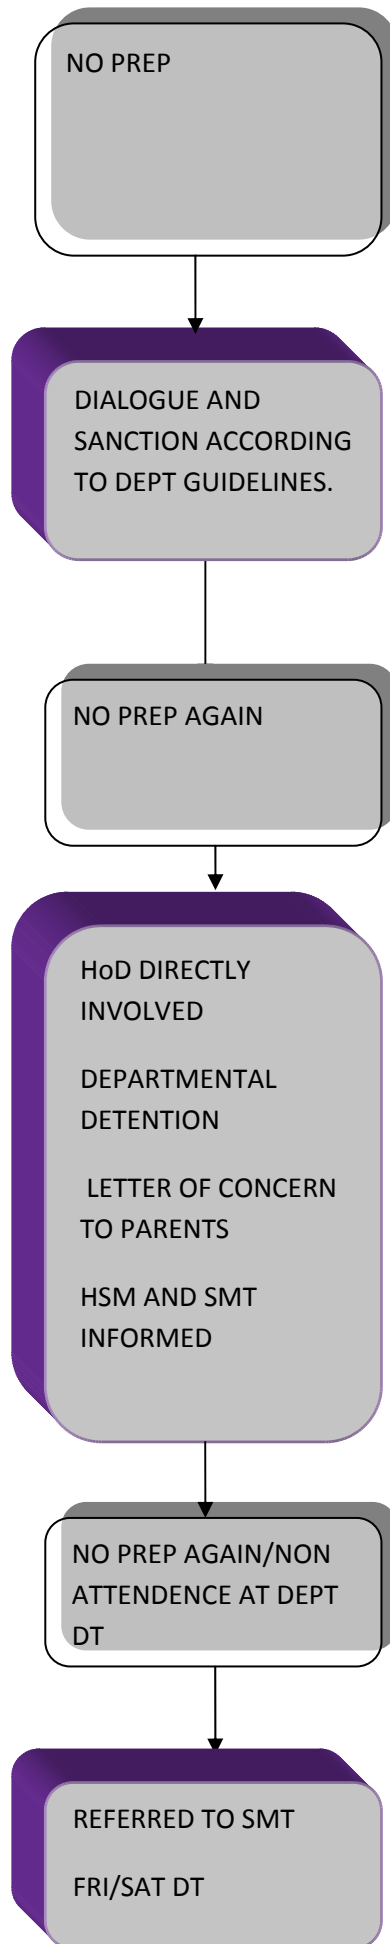 NO PREP
DIALOGUE AND
SANCTION ACCORDING
TO DEPT GUIDELINES.
NO PREP AGAIN
HoD DIRECTLY
INVOLVED
DEPARTMENTAL
DETENTION
LETTER OF CONCERN
TO PARENTS
HSM AND SMT
INFORMED
NO PREP AGAIN/NON
ATTENDENCE AT DEPT
DT
REFERRED TO SMT
FRI/SAT DT